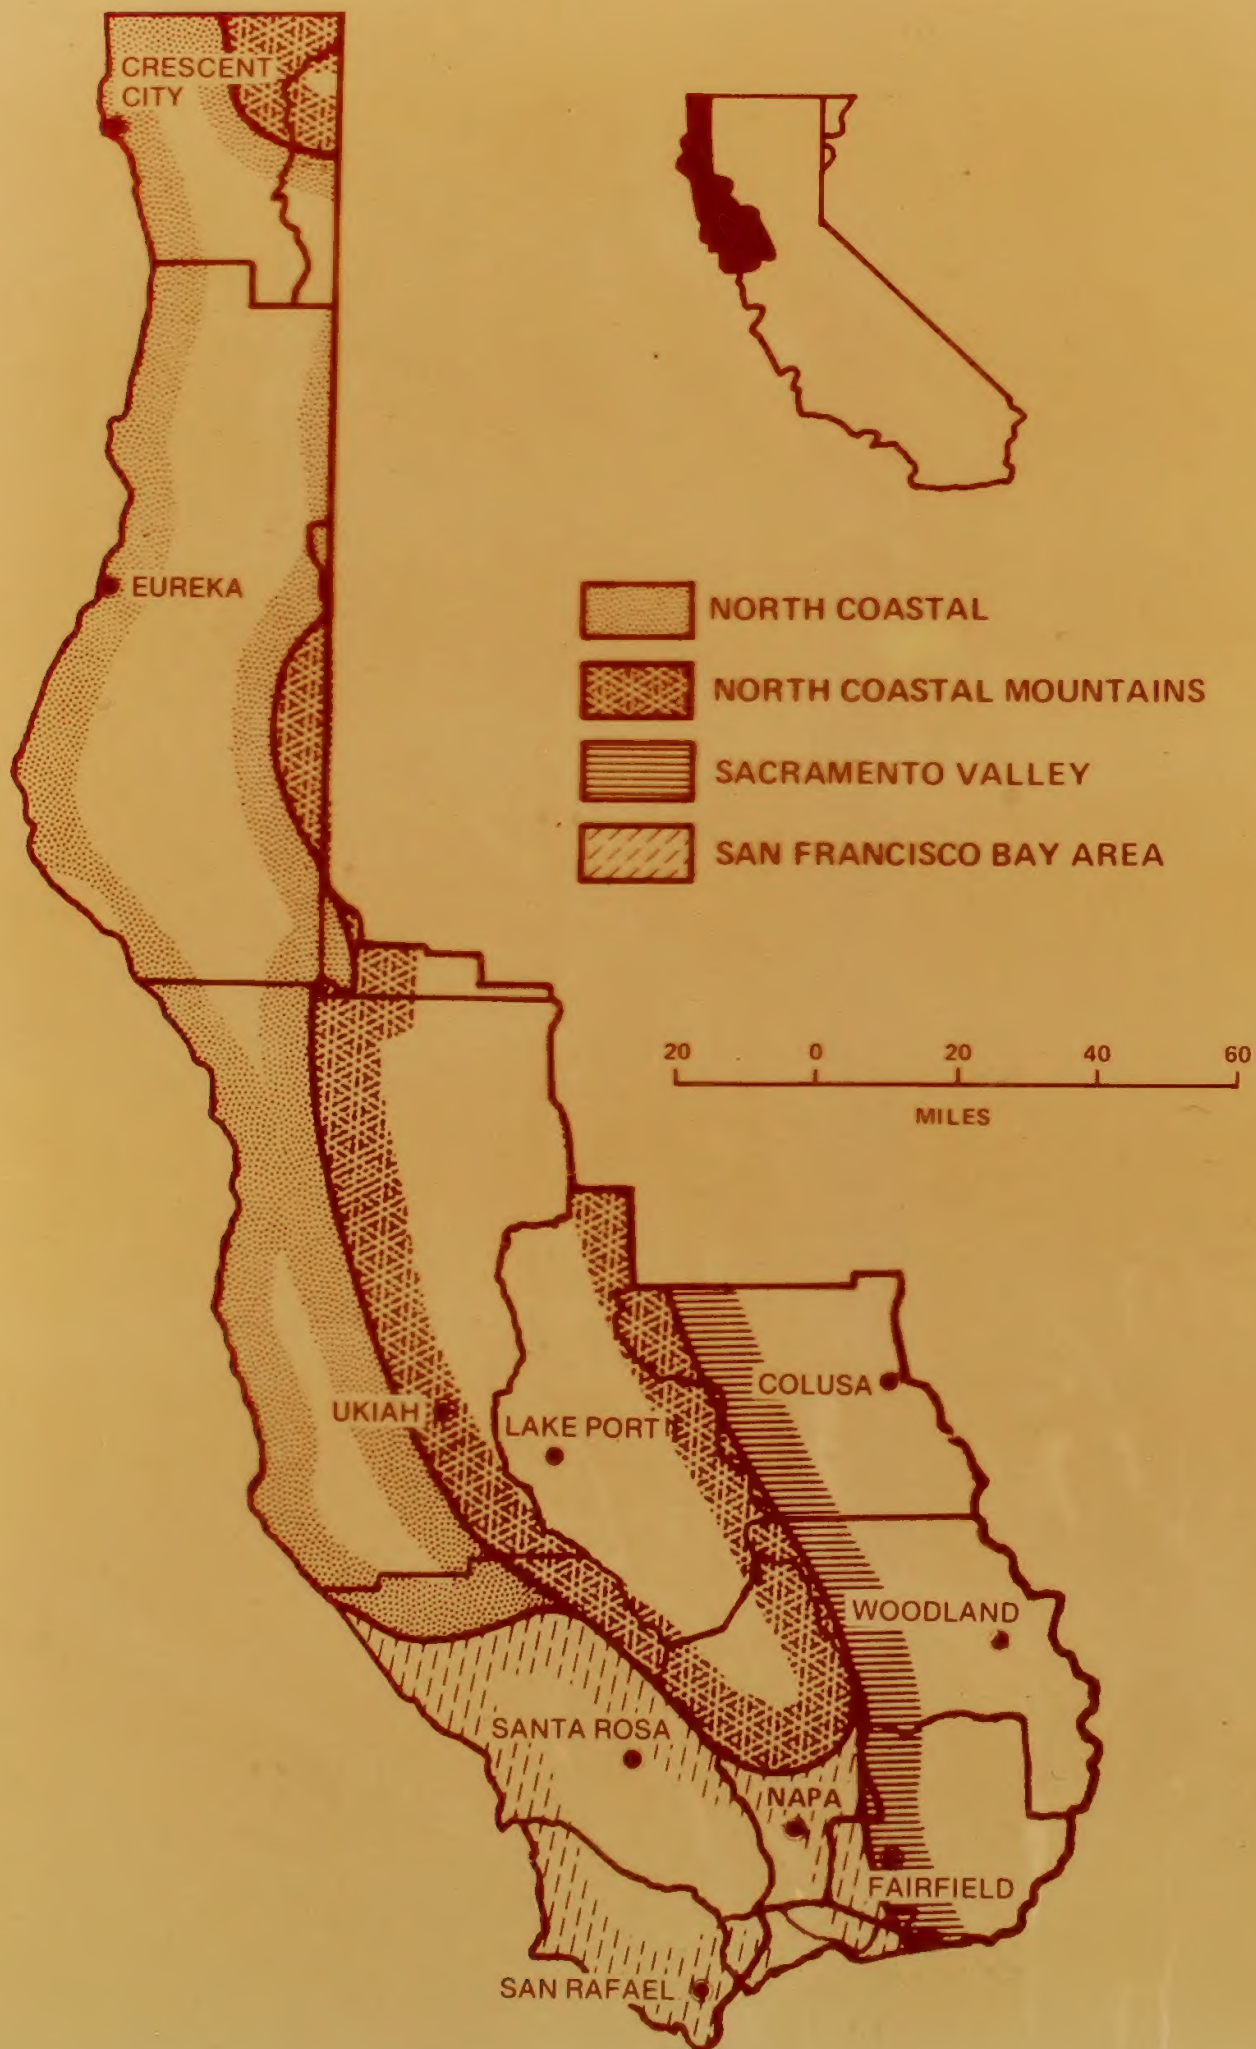 CRESCENT
CITY
EUREKA
NORTH COASTAL
NORTH COASTAL MOUNTAINS
SACRAMENTO VALLEY
SAN FRANCISCO BAY AREA
20 0 20 40 60
MILES
COLUSA
UKIAH
LAKE PORT
WOODLAND
SANTA ROSA
NAPA
FAIRFIELD
SAN RAFAEL